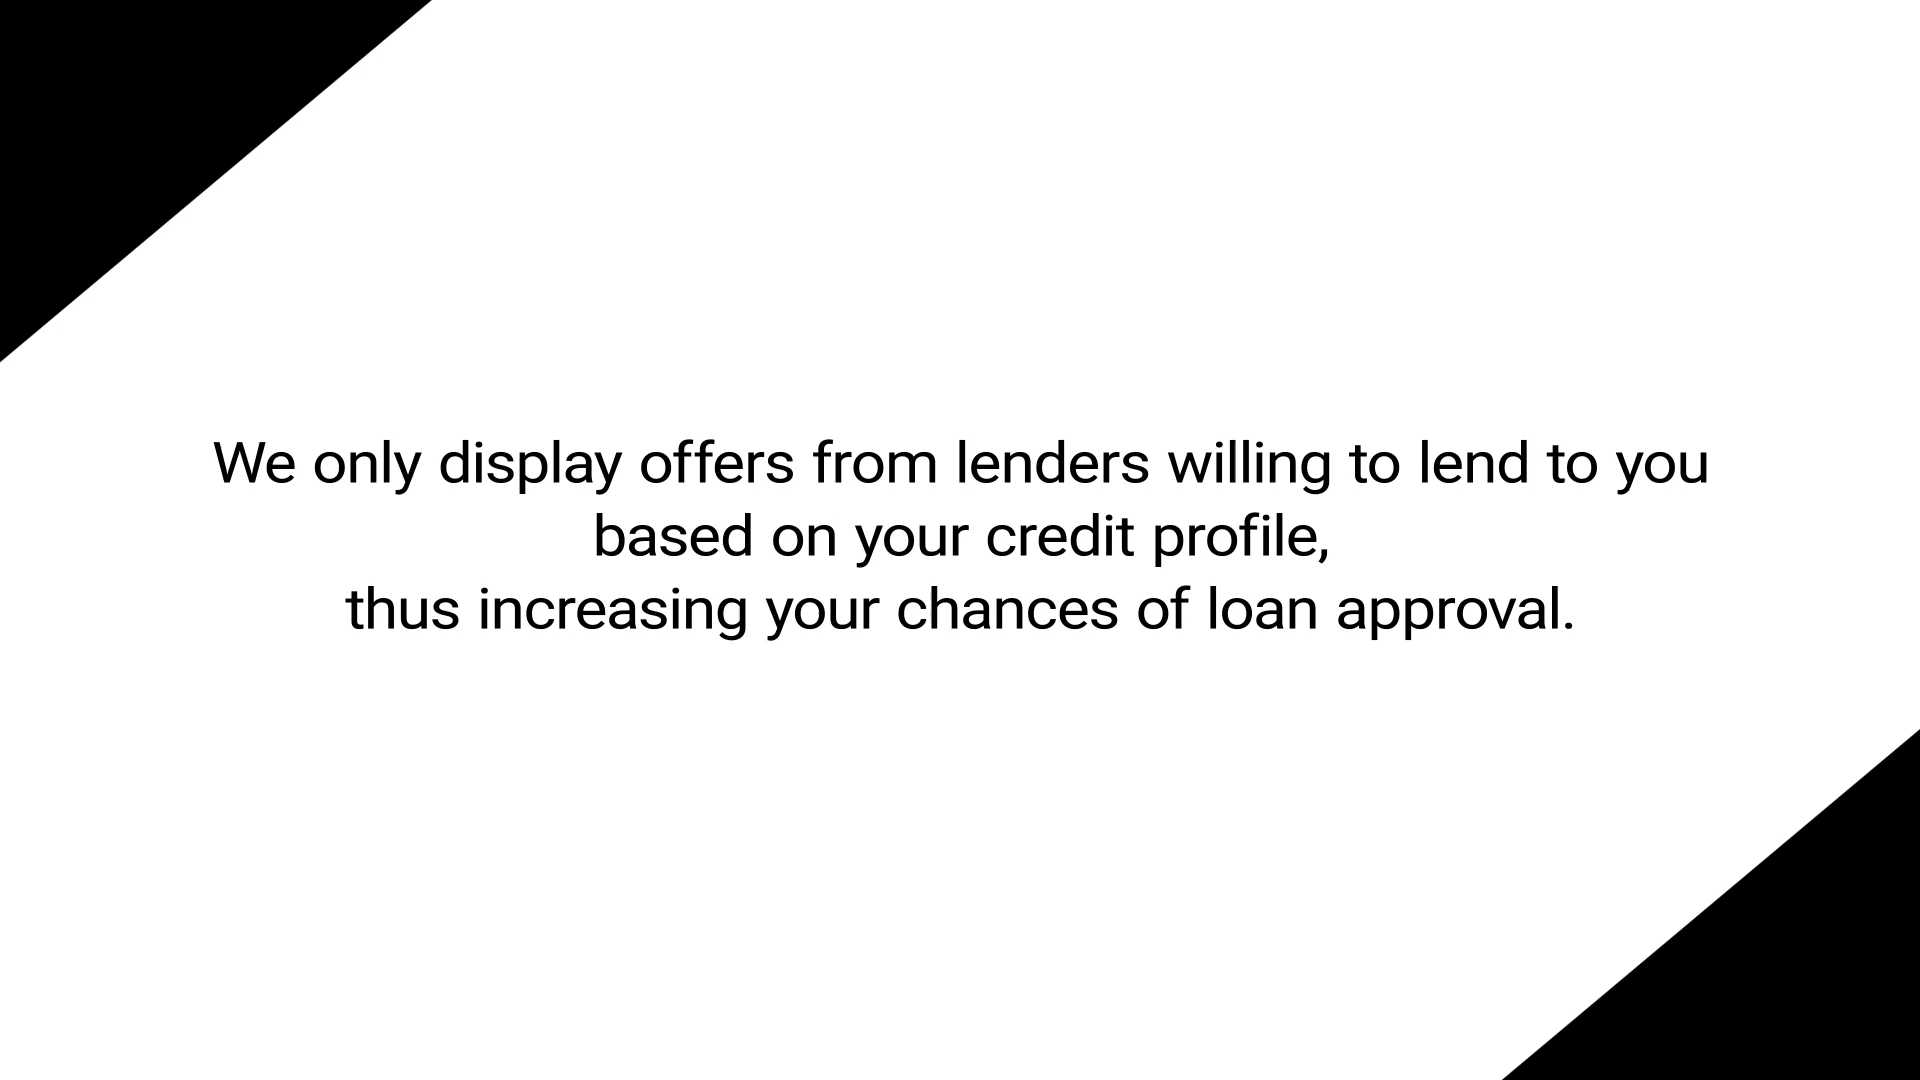 We only display offers from lenders willing to lend to you
based on your credit profile,
thus increasing your chances of loan approval.